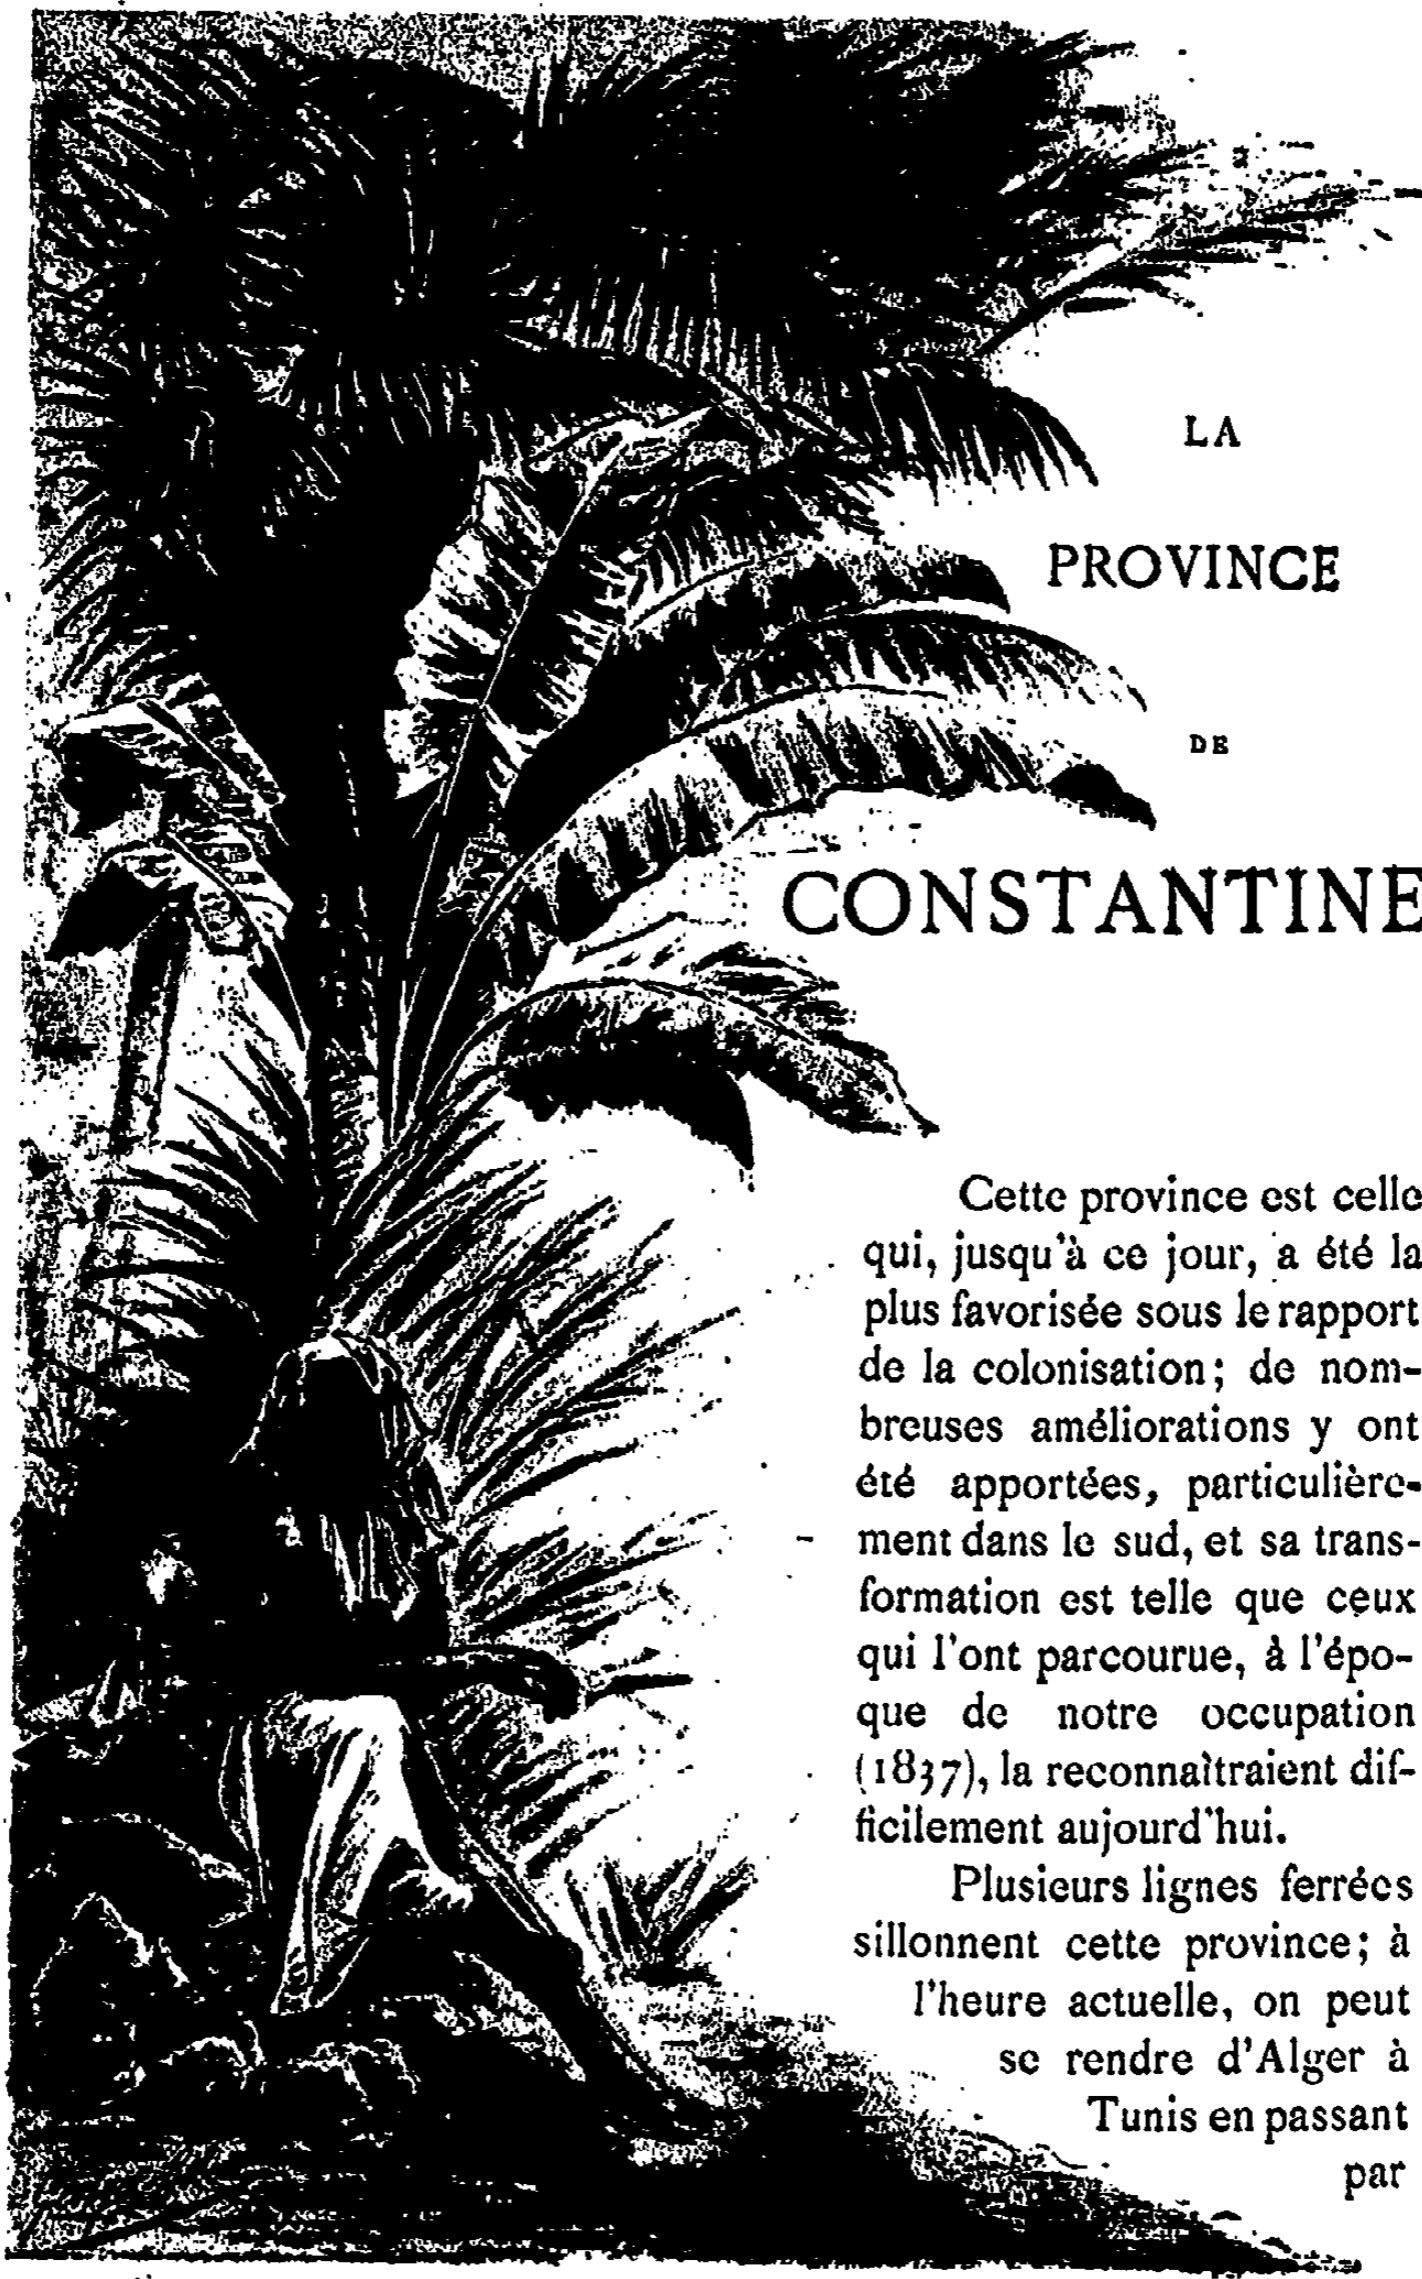 LA
PROVINCE
DE
CONSTANTINE
Cette province est celle
qui, jusqu'à ce jour, a été la
plus favorisée sous le rapport
de la colonisation; de nom-
breuses améliorations y ont
été apportées, particulière-
ment dans le sud, et sa trans-
formation est telle que ceux
qui l'ont parcourue, à l'épo-
que de notre occupation
(1837), la reconnaîtraient dif-
ficilement aujourd'hui.
Plusieurs lignes ferrées
sillonnent cette province; à
l'heure actuelle, on peut
se rendre d'Alger à
Tunis en passant
par